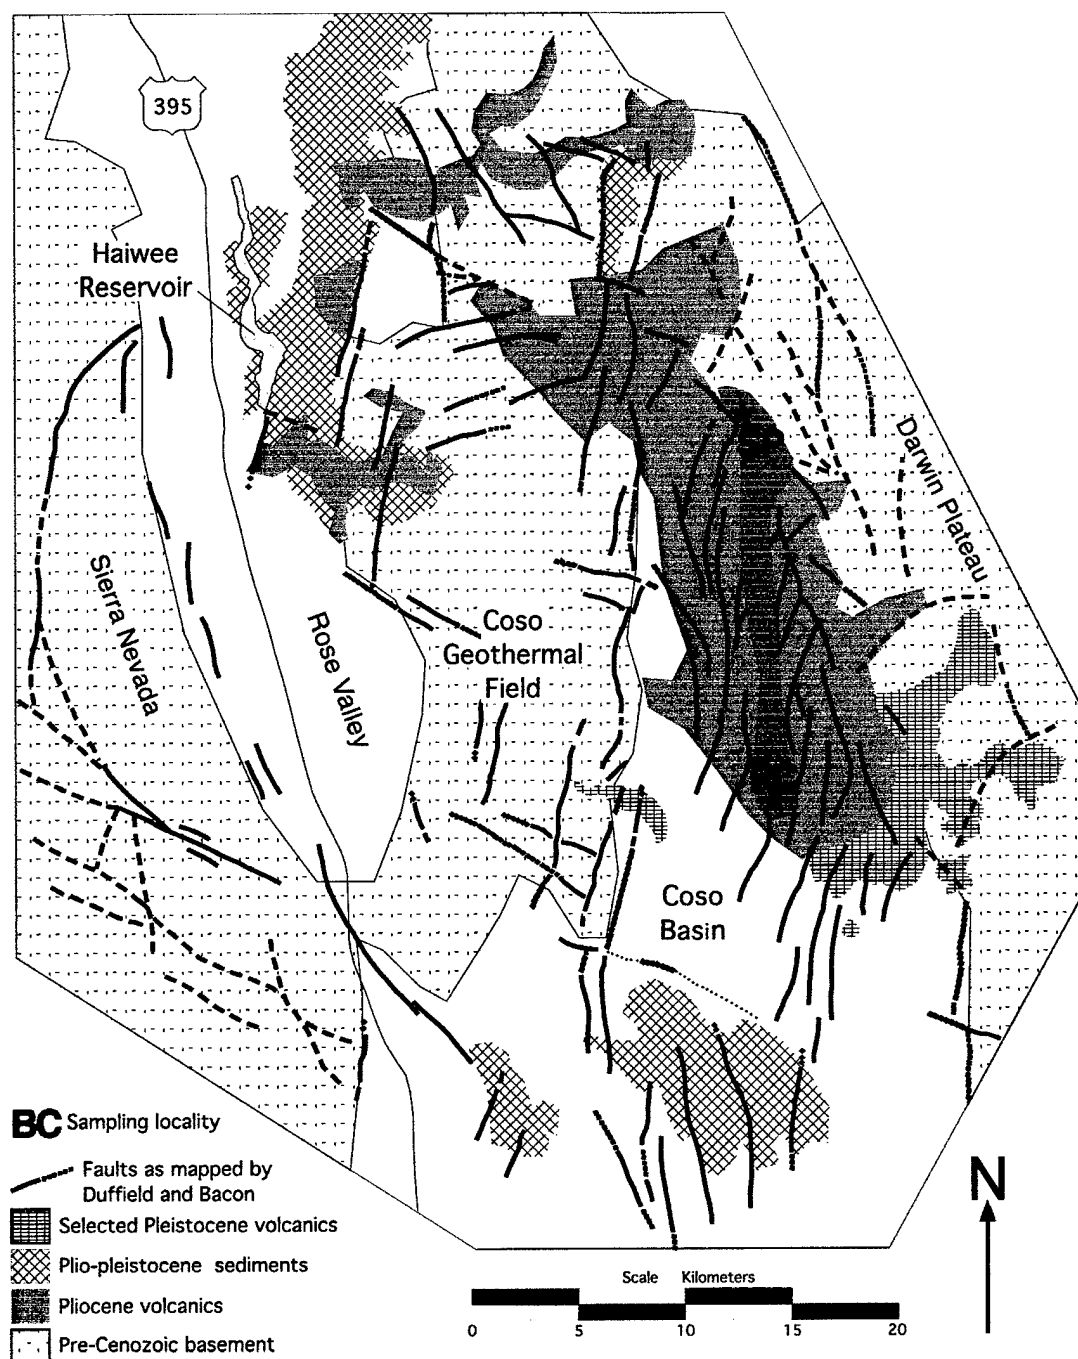 395
Haiwee
Reservoir
Darwin Plateau
Sierra Nevada
Rose Valley
Coso
Geothermal
Field
Coso
Basin
BC Sampling locality
Faults as mapped by
Duffield and Bacon
Selected Pleistocene volcanics
Plio-pleistocene sediments
Pliocene volcanics
Pre-Cenozoic basement
N
Scale Kilometers
0 5 10 15 20